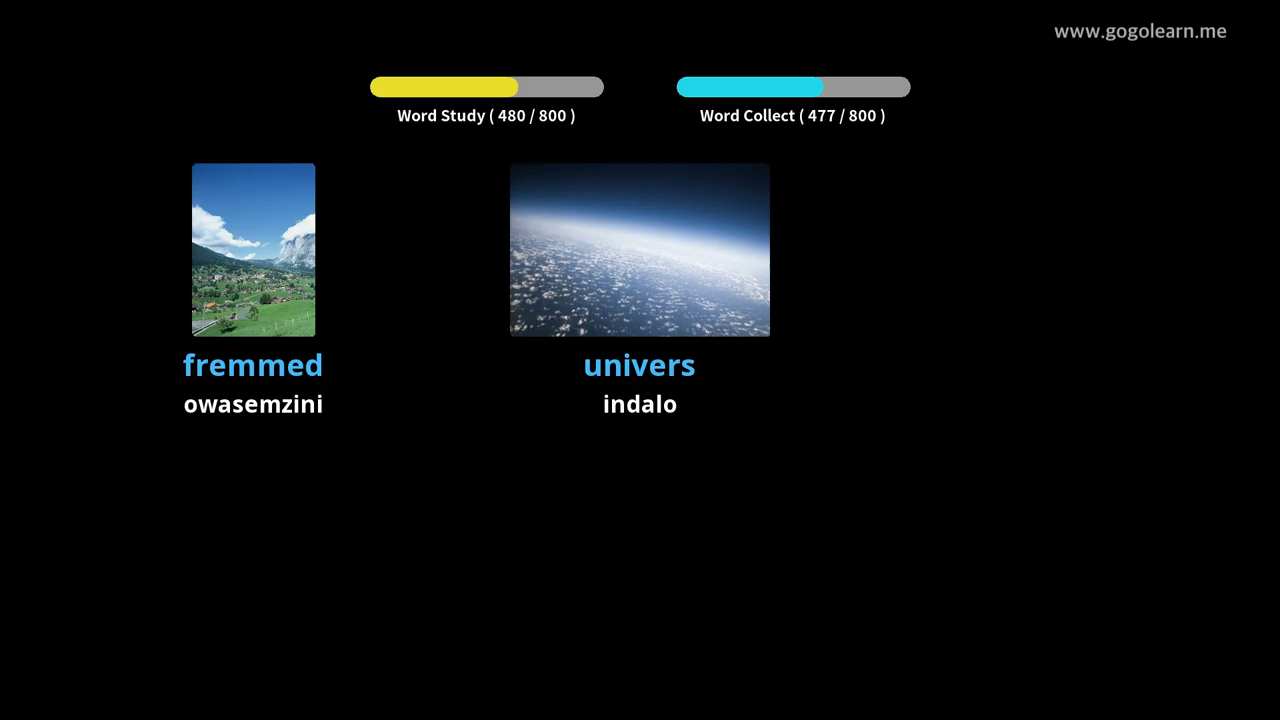 www.gogolearn.me
Word Study ( 480 / 800 )
Word Collect ( 477 / 800 )
fremmed
owasemzini
univers
indalo